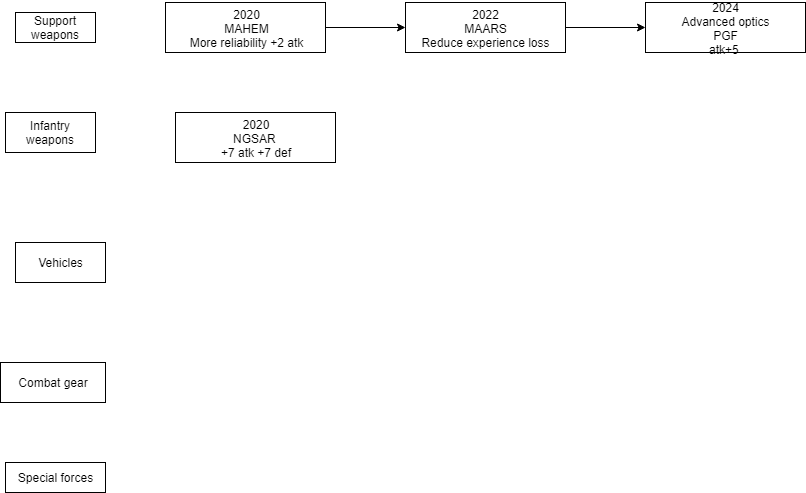 Support
weapons
2020
MAHEM
More reliability +2 atk
2022
MAARS
Reduce experience loss
2024
Advanced optics
PGF
atk+5
Infantry
weapons
2020
NGSAR
+7 atk +7 def
Vehicles
Combat gear
Special forces